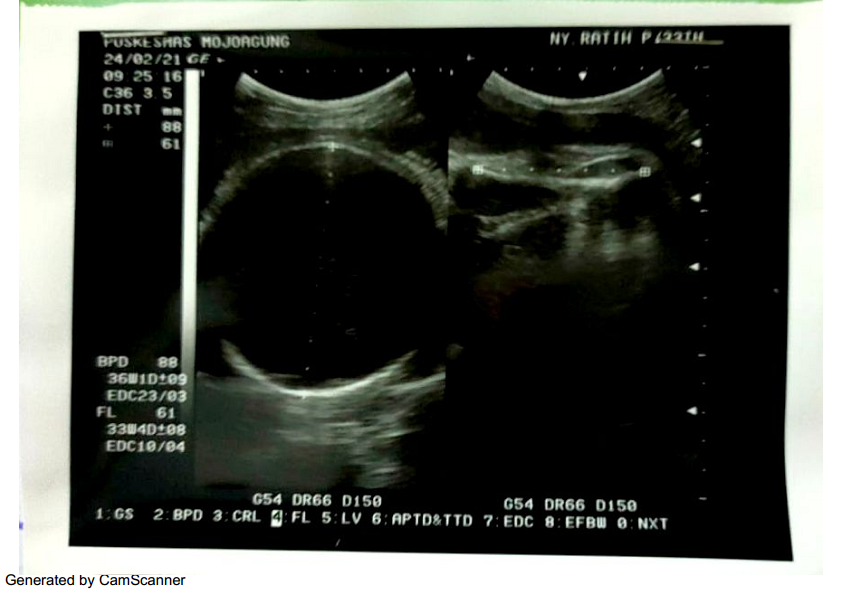 PUSKESMAS MOJOAGUNG
NY. RATIH P/33TH
24/02/21 GE
09 25 16
C36 3.5
DIST mm
+ 88
⊞ 61
BPD 88
36W1D±09
EDC23/03
FL 61
33W4D±08
EDC10/04
G54 DR66 D150
G54 DR66 D150
1:GS 2:BPD 3:CRL 4:FL 5:LV 6:APTD&TTD 7:EDC 8:EFBW 0:NXT
Generated by CamScanner